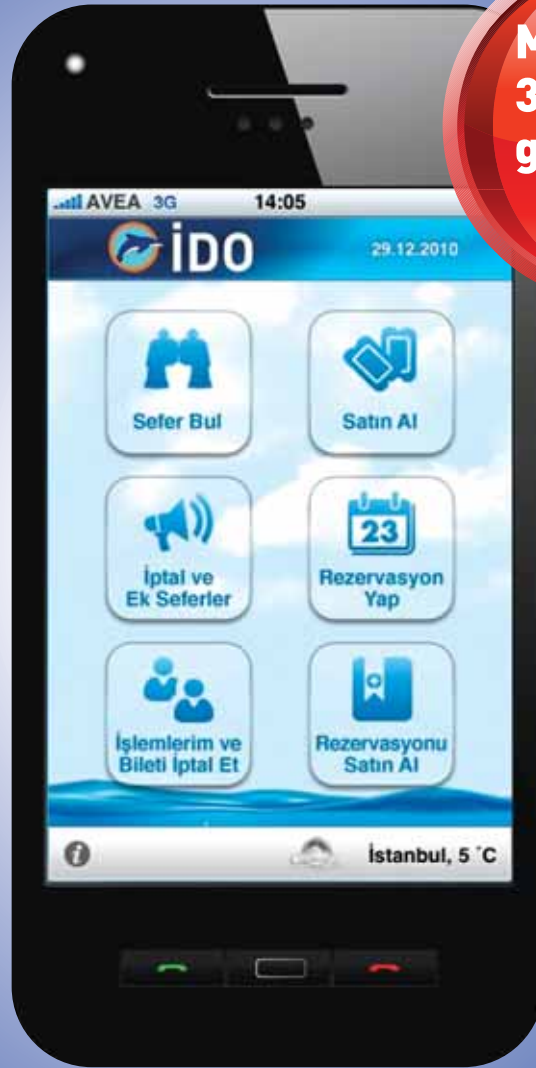 M
3
g
AVEA 3G 14:05
İDO
29.12.2010
Sefer Bul
Satın Al
İptal ve
Ek Seferler
23
Rezervasyon
Yap
İşlemlerim ve
Bileti İptal Et
Rezervasyonu
Satın Al
i
İstanbul, 5 °C